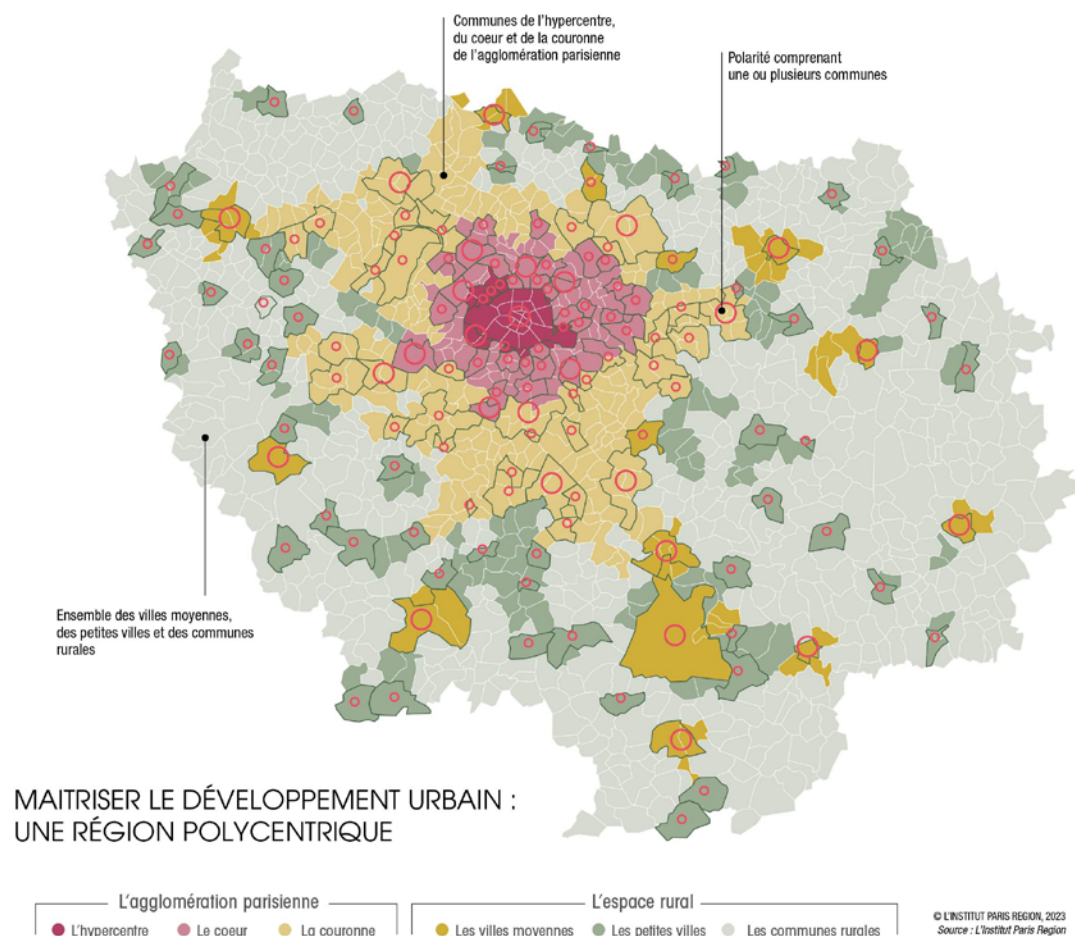 Communes de l'hypercentre,
du coeur et de la couronne
de l'agglomération parisienne
Polarité comprenant
une ou plusieurs communes
Ensemble des villes moyennes,
des petites villes et des communes
rurales
MAITRISER LE DÉVELOPPEMENT URBAIN :
UNE RÉGION POLYCENTRIQUE
L'agglomération parisienne
L'hypercentre Le coeur La couronne
L'espace rural
Les villes moyennes Les petites villes Les communes rurales
© L'INSTITUT PARIS REGION, 2023
Source : L'Institut Paris Region